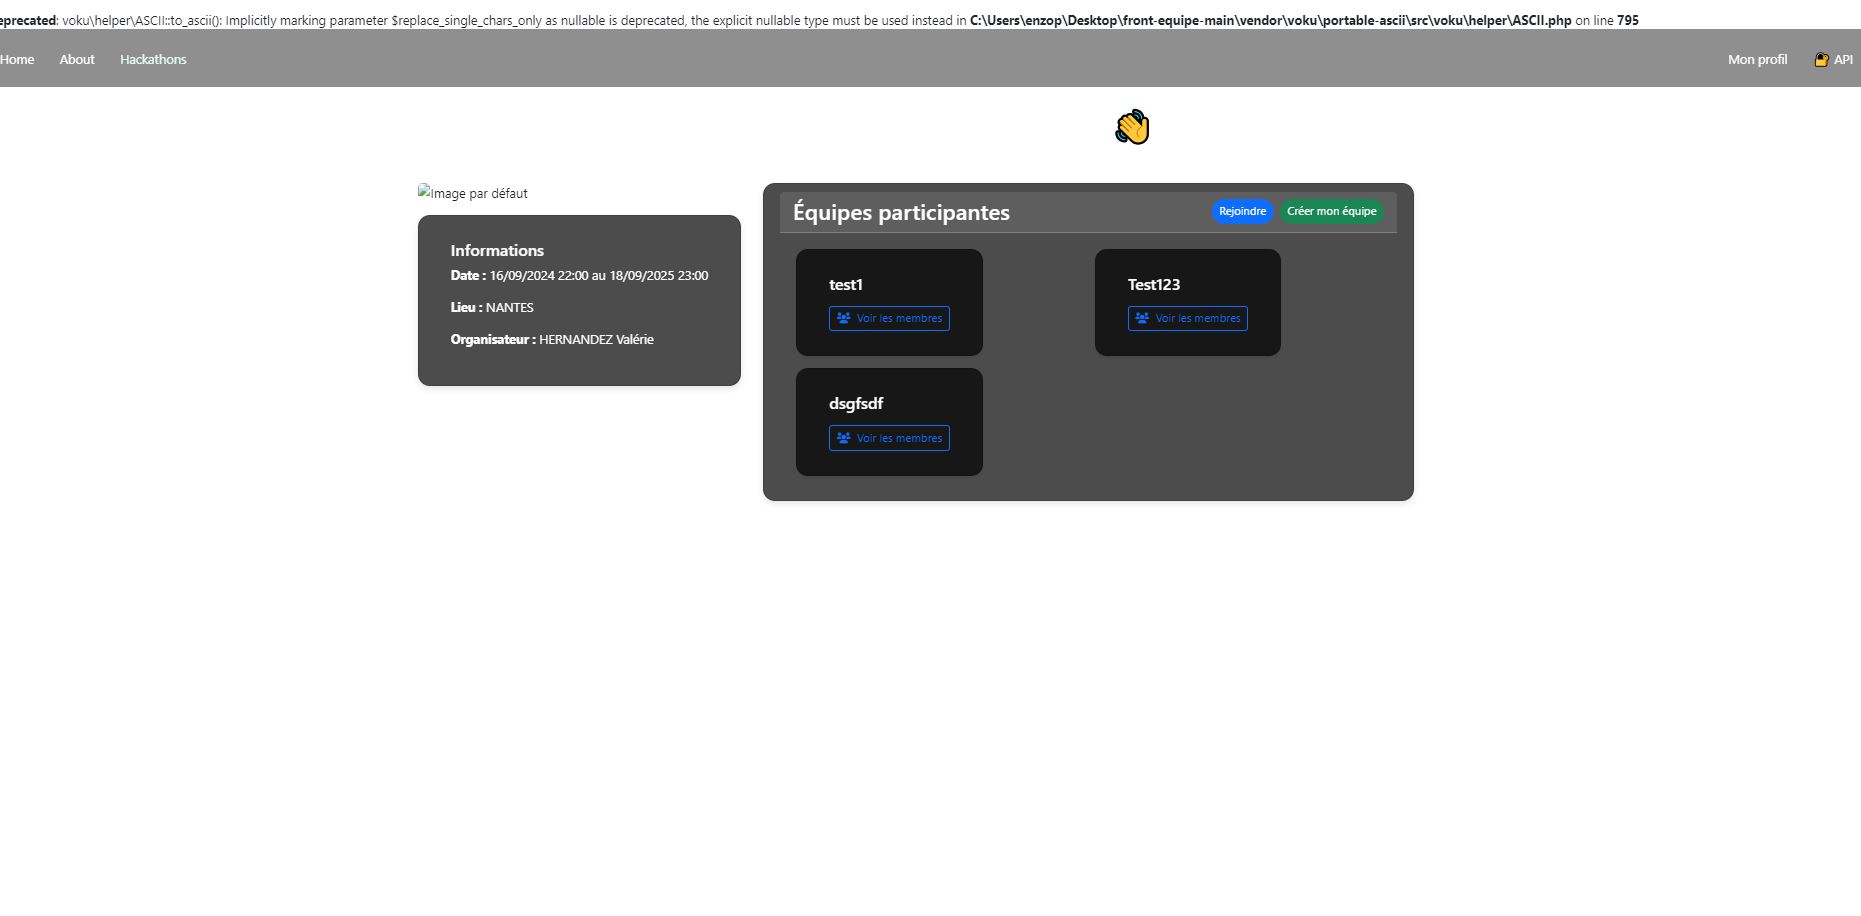 eprecated: voku\helper\ASCII::to_ascii(): Implicitly marking parameter $replace_single_chars_only as nullable is deprecated, the explicit nullable type must be used instead in C:\Users\enzop\Desktop\front-equipe-main\vendor\voku\portable-ascii\src\voku\helper\ASCII.php on line 795
Home About Hackathons Mon profil API
Image par défaut
Informations
Date : 16/09/2024 22:00 au 18/09/2025 23:00
Lieu : NANTES
Organisateur : HERNANDEZ Valérie
Équipes participantes Rejoindre Créer mon équipe
test1 Test123
Voir les membres Voir les membres
dsgfsdf
Voir les membres